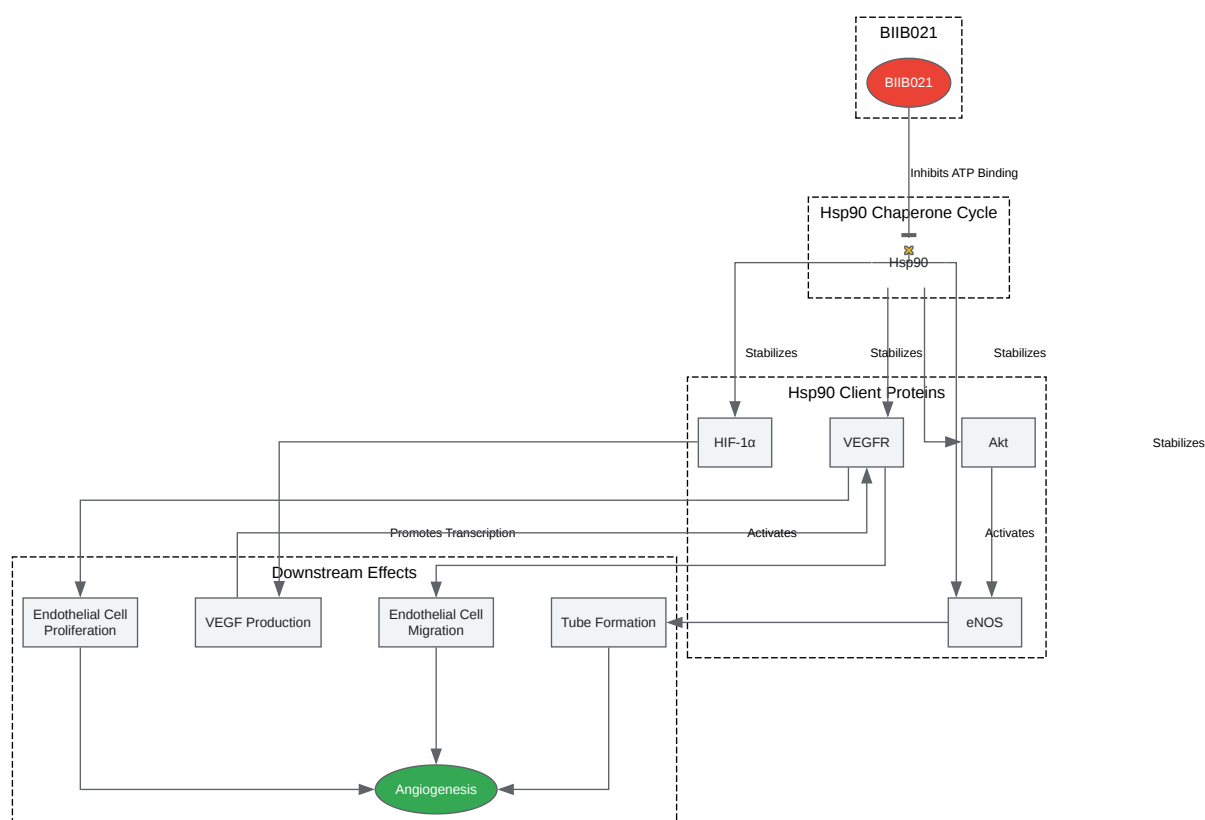 BIIB021
BIIB021
Inhibits ATP Binding
Hsp90 Chaperone Cycle
Hsp90
Stabilizes
Stabilizes
Stabilizes
Hsp90 Client Proteins
HIF-1α
VEGFR
Akt
Stabilizes
Promotes Transcription
Activates
Activates
Downstream Effects
Endothelial Cell
Proliferation
VEGF Production
Endothelial Cell
Migration
Tube Formation
eNOS
Angiogenesis